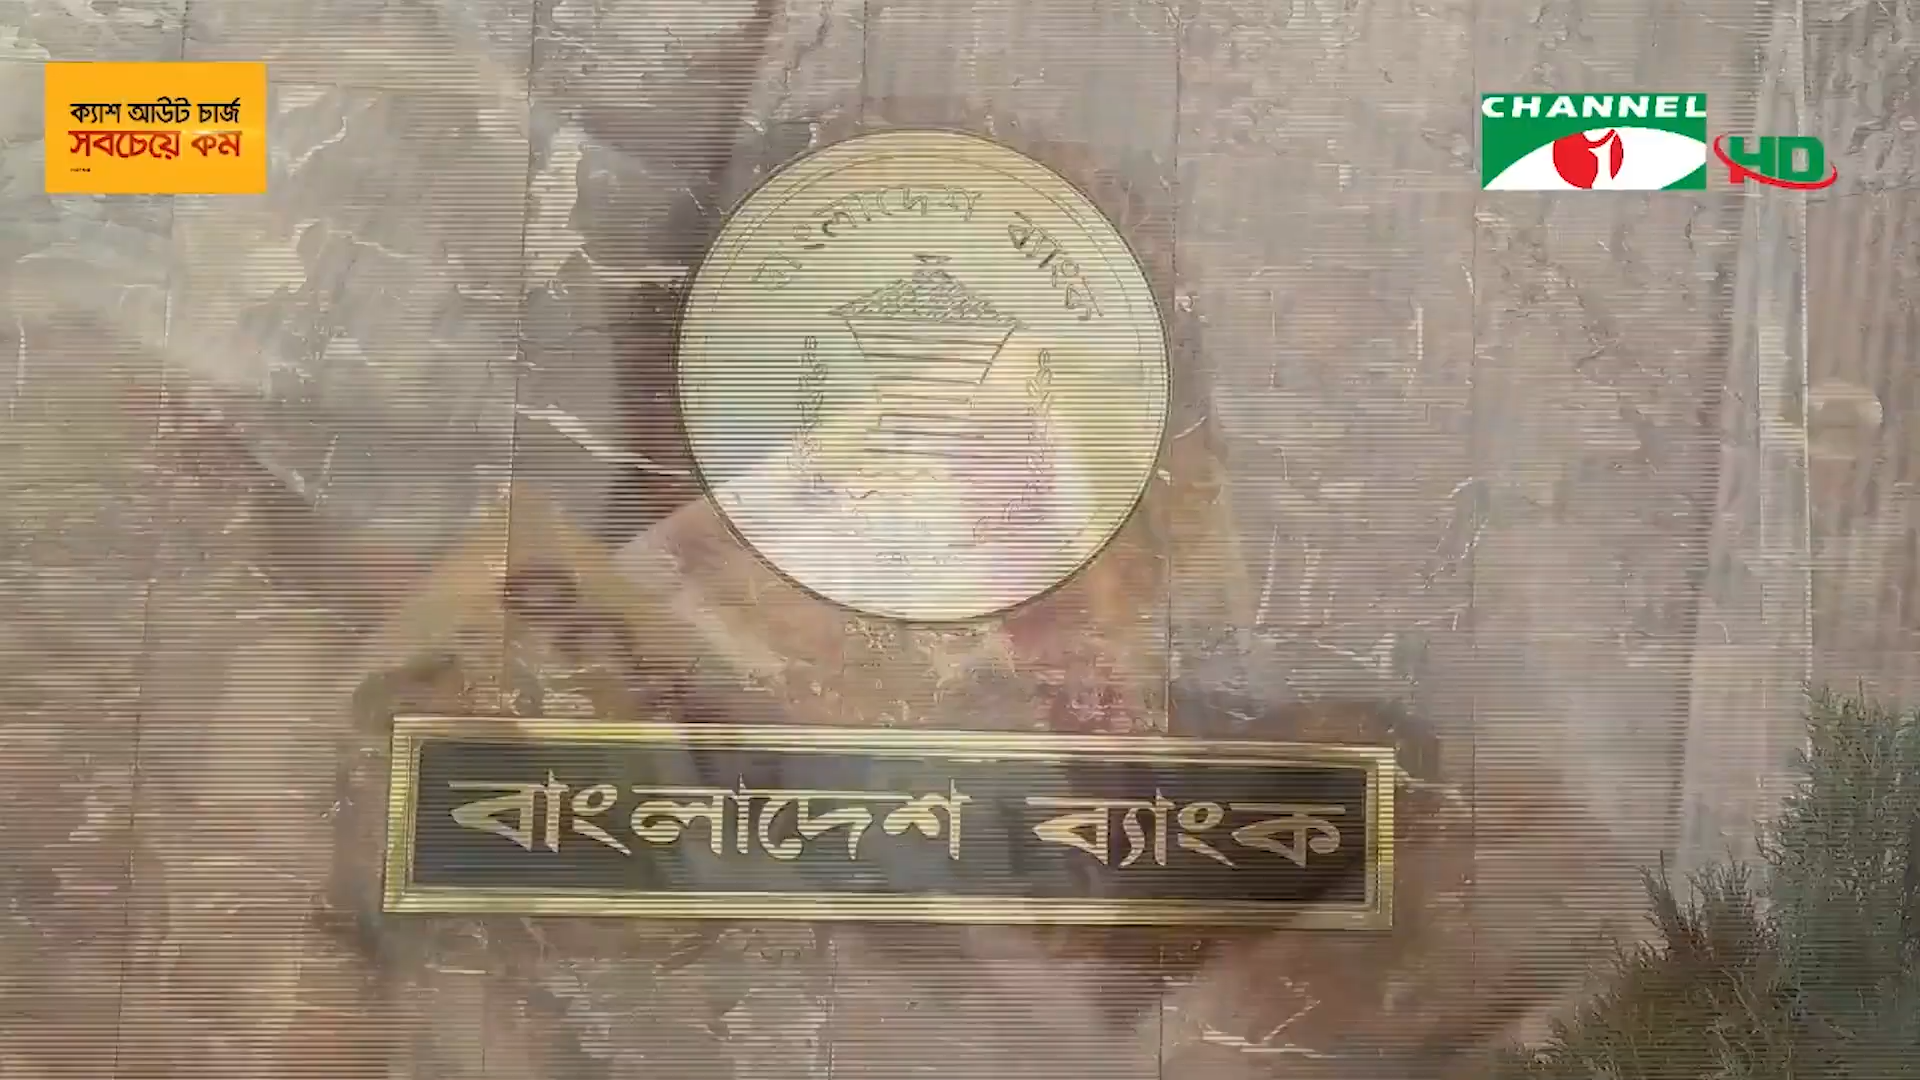 ক্যাশ আউট চার্জ
সবচেয়ে কম
CHANNEL
HD
বাংলাদেশ ব্যাংক
বাংলাদেশ ব্যাংক